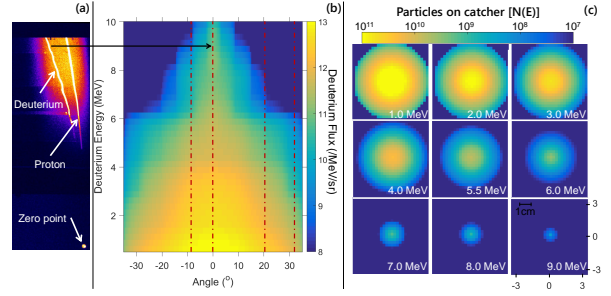 (a)
Deuterium
Proton
Zero point
(b)
10
8
6
4
2
Deuterium Energy (MeV)
-30 -20 -10 0 10 20 30
Angle (°)
13
12
11
10
9
8
Deuterium Flux (/MeV/sr)
Particles on catcher [N(E)]
(c)
10¹¹ 10¹⁰ 10⁹ 10⁸ 10⁷
1.0 MeV 2.0 MeV 3.0 MeV
4.0 MeV 5.5 MeV 6.0 MeV
7.0 MeV 8.0 MeV 9.0 MeV
1cm
3
0
-3
-3 0 3